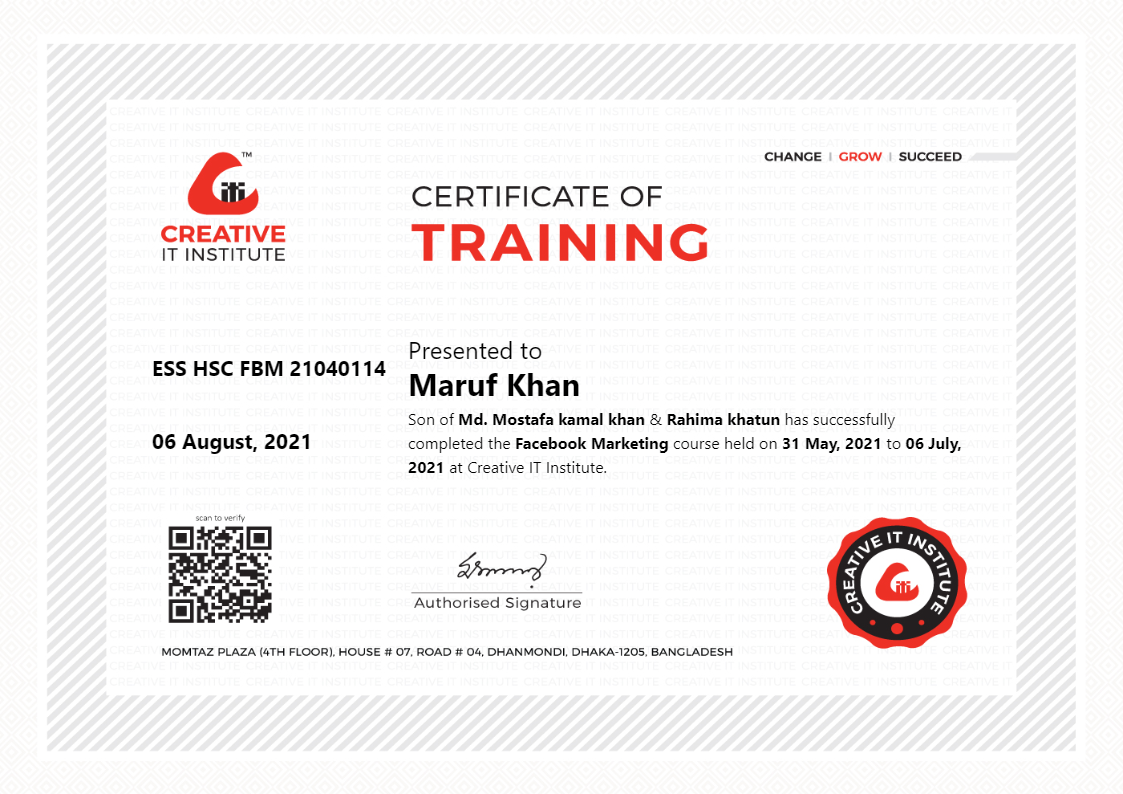 CHANGE | GROW | SUCCEED
TM
CREATIVE
IT INSTITUTE
CERTIFICATE OF
TRAINING
ESS HSC FBM 21040114
06 August, 2021
Presented to
Maruf Khan
Son of Md. Mostafa kamal khan & Rahima khatun has successfully
completed the Facebook Marketing course held on 31 May, 2021 to 06 July,
2021 at Creative IT Institute.
scan to verify
Authorised Signature
CREATIVE IT INSTITUTE
MOMTAZ PLAZA (4TH FLOOR), HOUSE # 07, ROAD # 04, DHANMONDI, DHAKA-1205, BANGLADESH